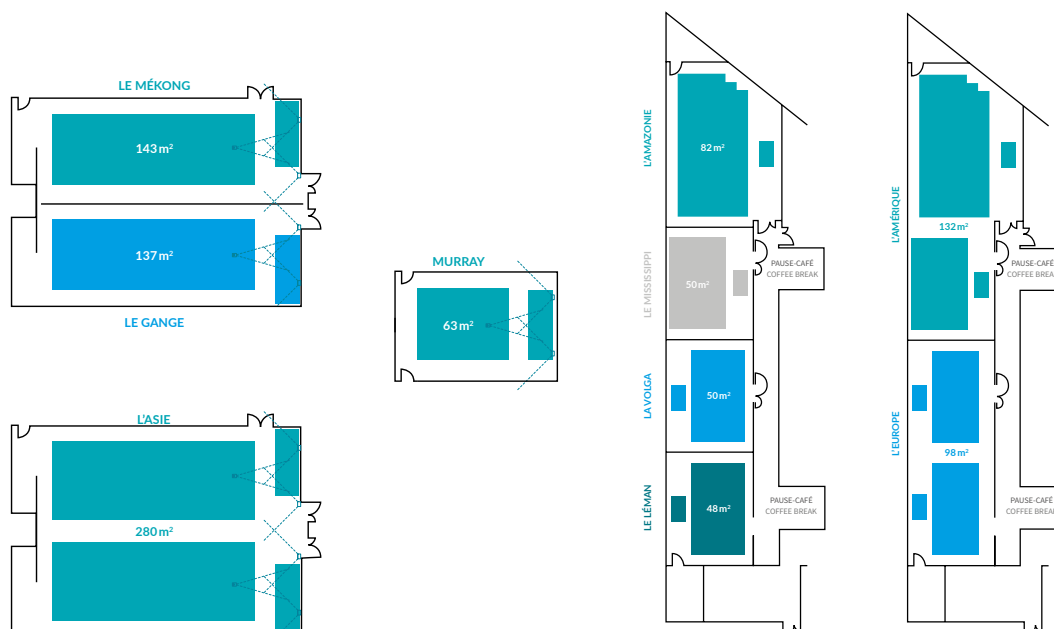 LE MÉKONG
143 m²
137 m²
LE GANGE
L'ASIE
280 m²
MURRAY
63 m²
L'AMAZONIE
82 m²
LE MISSISSIPPI
50 m²
PAUSE-CAFÉ
COFFEE BREAK
LA VOLGA
50 m²
LE LÉMAN
48 m²
PAUSE-CAFÉ
COFFEE BREAK
L'AMÉRIQUE
132 m²
PAUSE-CAFÉ
COFFEE BREAK
L'EUROPE
98 m²
PAUSE-CAFÉ
COFFEE BREAK